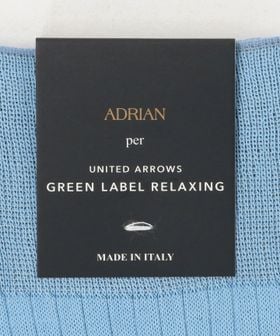 ADRIAN
per
UNITED ARROWS
GREEN LABEL RELAXING
MADE IN ITALY